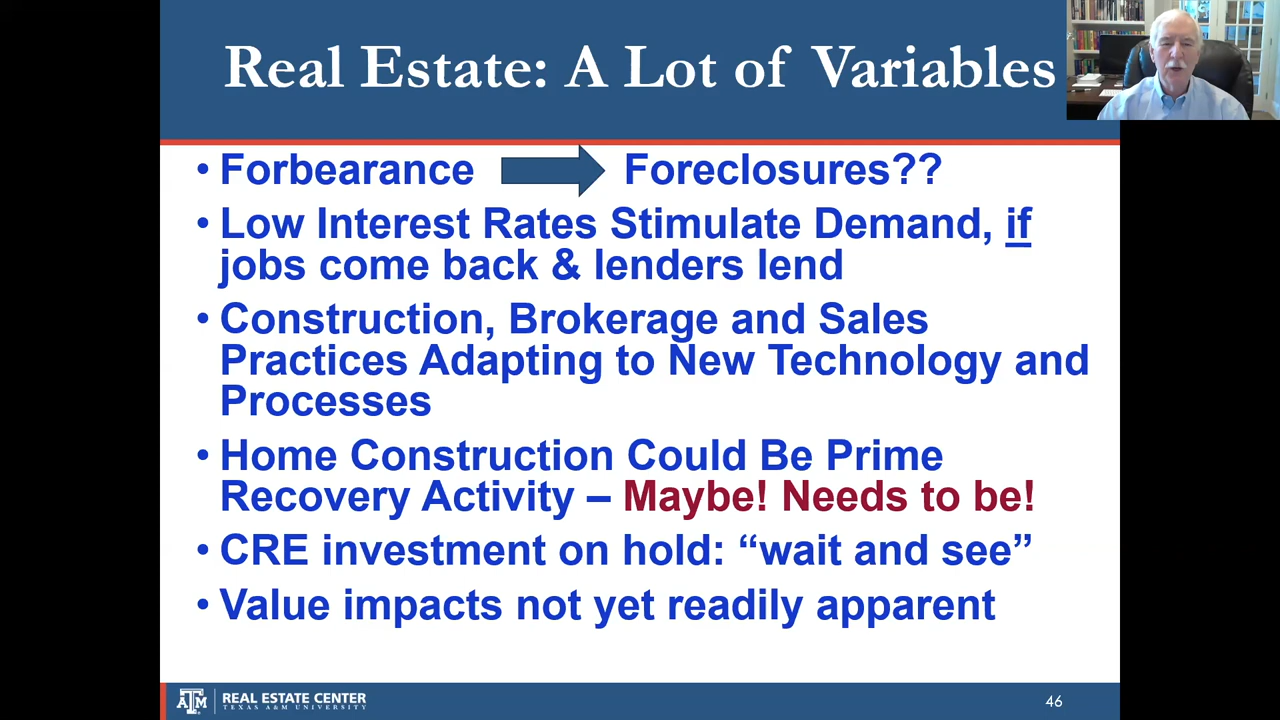 Real Estate: A Lot of Variables
• Forbearance Foreclosures??
• Low Interest Rates Stimulate Demand, if
jobs come back & lenders lend
• Construction, Brokerage and Sales
Practices Adapting to New Technology and
Processes
• Home Construction Could Be Prime
Recovery Activity – Maybe! Needs to be!
• CRE investment on hold: “wait and see”
• Value impacts not yet readily apparent
ATM
REAL ESTATE CENTER
TEXAS A&M UNIVERSITY
46